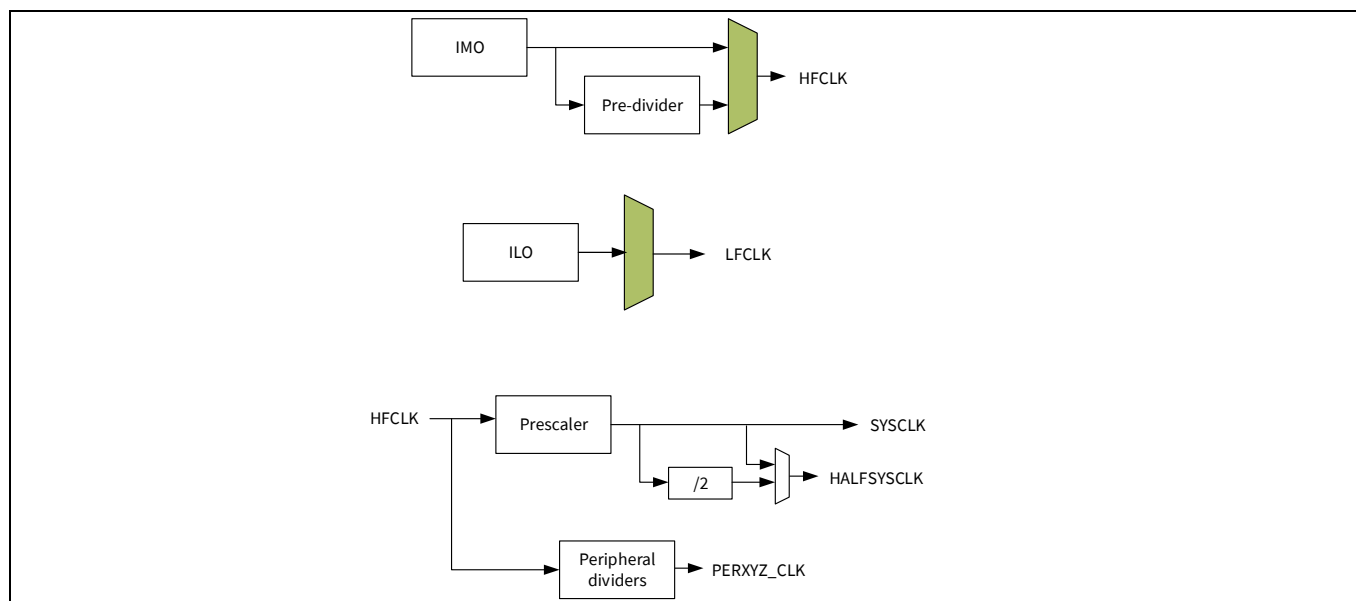 IMO
HFCLK
Pre-divider
ILO
LFCLK
HFCLK
Prescaler
SYSCLK
/2
HALFSYSCLK
Peripheral
dividers
PERXYZ_CLK